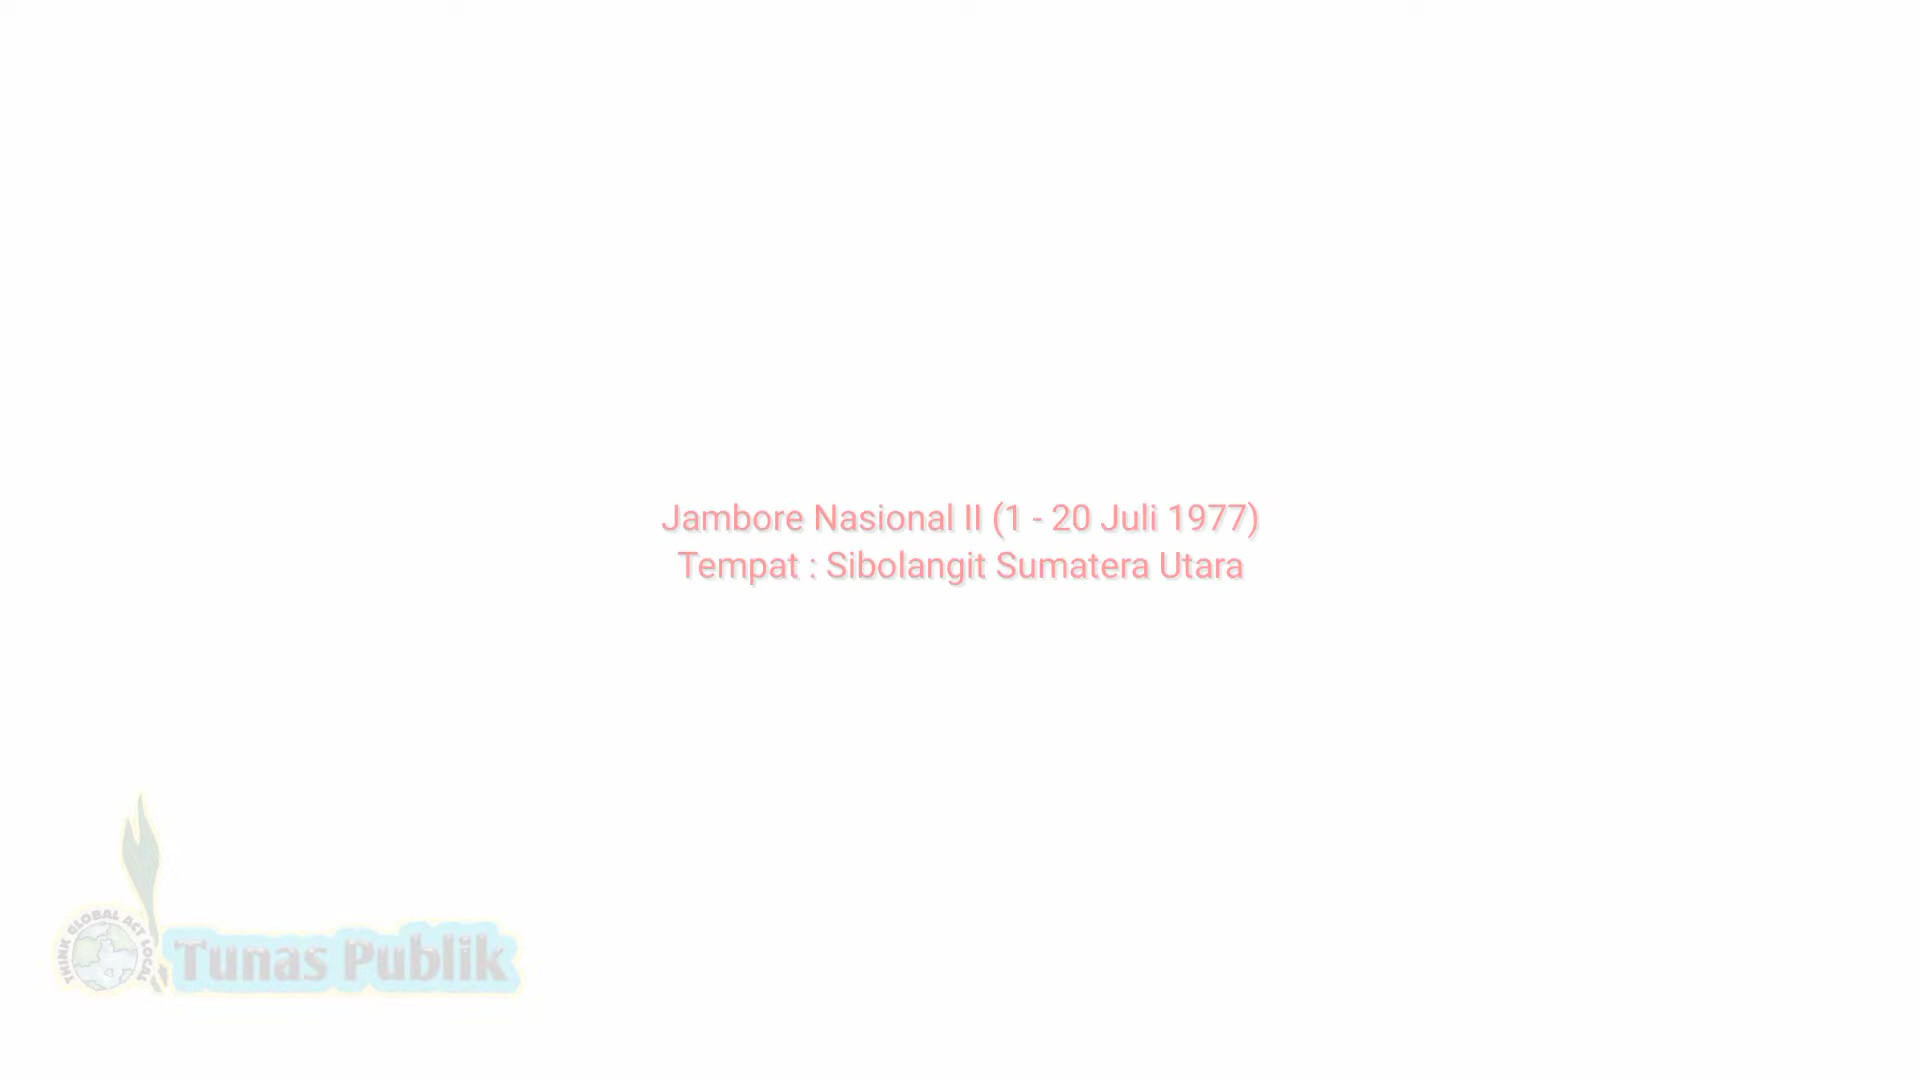 Jambore Nasional II (1 - 20 Juli 1977)
Tempat : Sibolangit Sumatera Utara
THINK GLOBAL ACT LOCAL
Tunas Publik